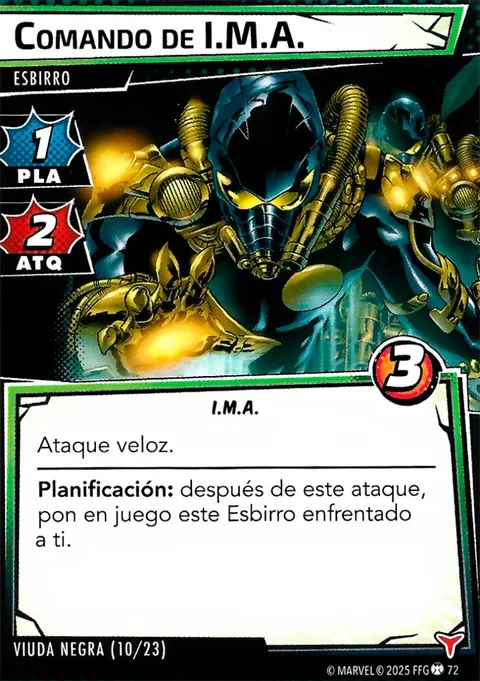 COMANDO DE I.M.A.
ESBIRRO
1
PLA
2
ATQ
3
I.M.A.
Ataque veloz.
Planificación: después de este ataque,
pon en juego este Esbirro enfrentado
a ti.
VIUDA NEGRA (10/23)
© MARVEL © 2025 FFG 72